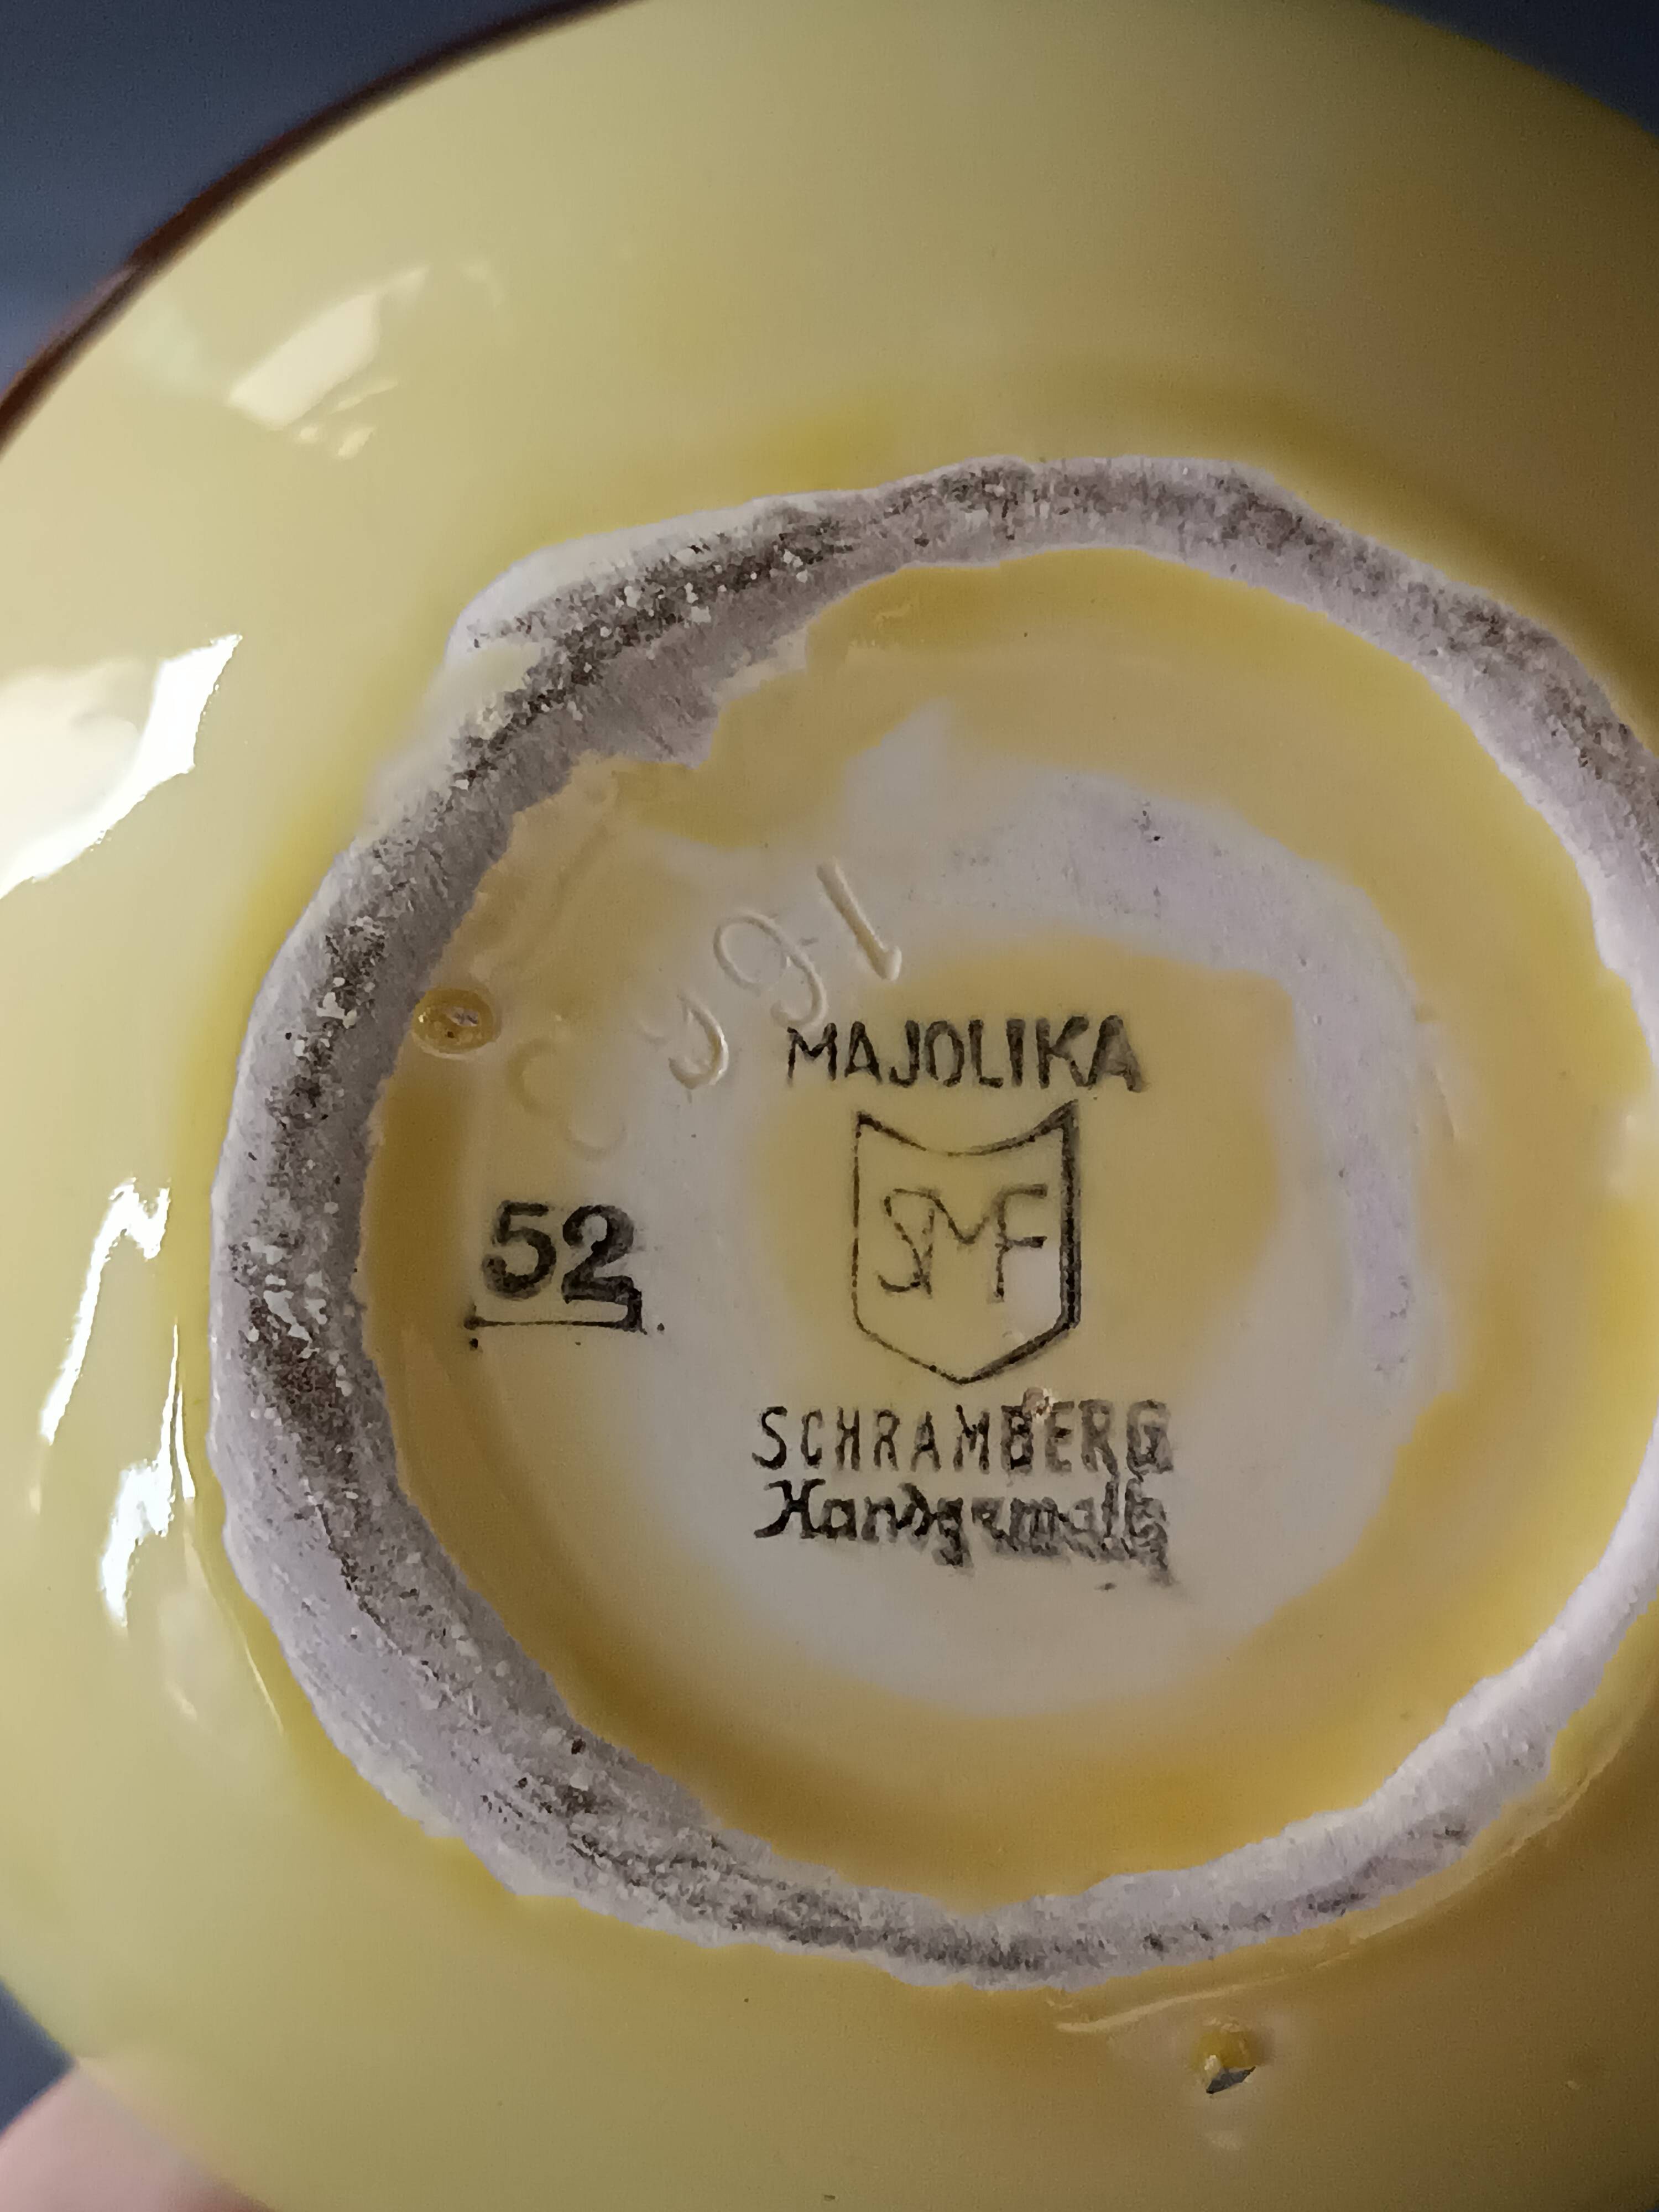 MAJOLIKA
SMF
52
SCHRAMBERG
Handgemalt